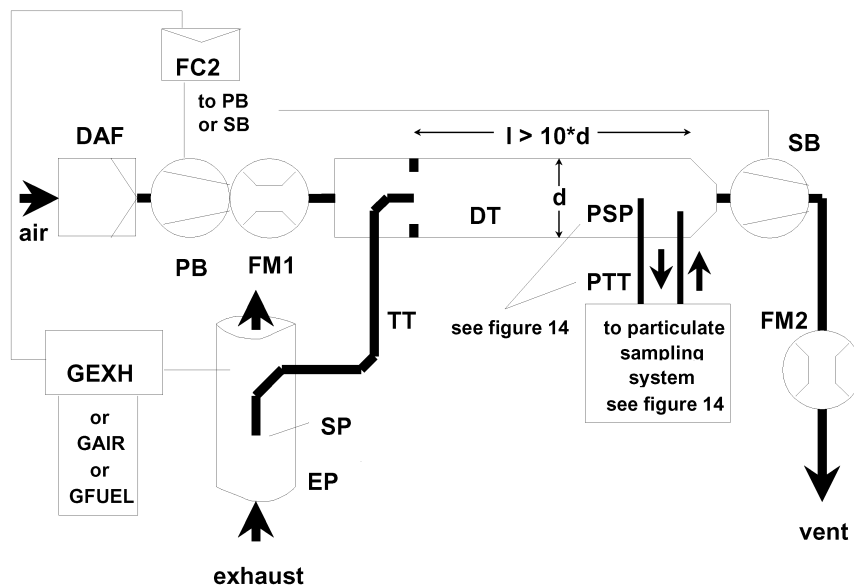 FC2
to PB
or SB
DAF
l > 10*d
SB
air
d
DT
PSP
PB
FM1
PTT
TT
see figure 14
to particulate
sampling
system
see figure 14
FM2
GEXH
or
GAIR
or
GFUEL
SP
EP
vent
exhaust